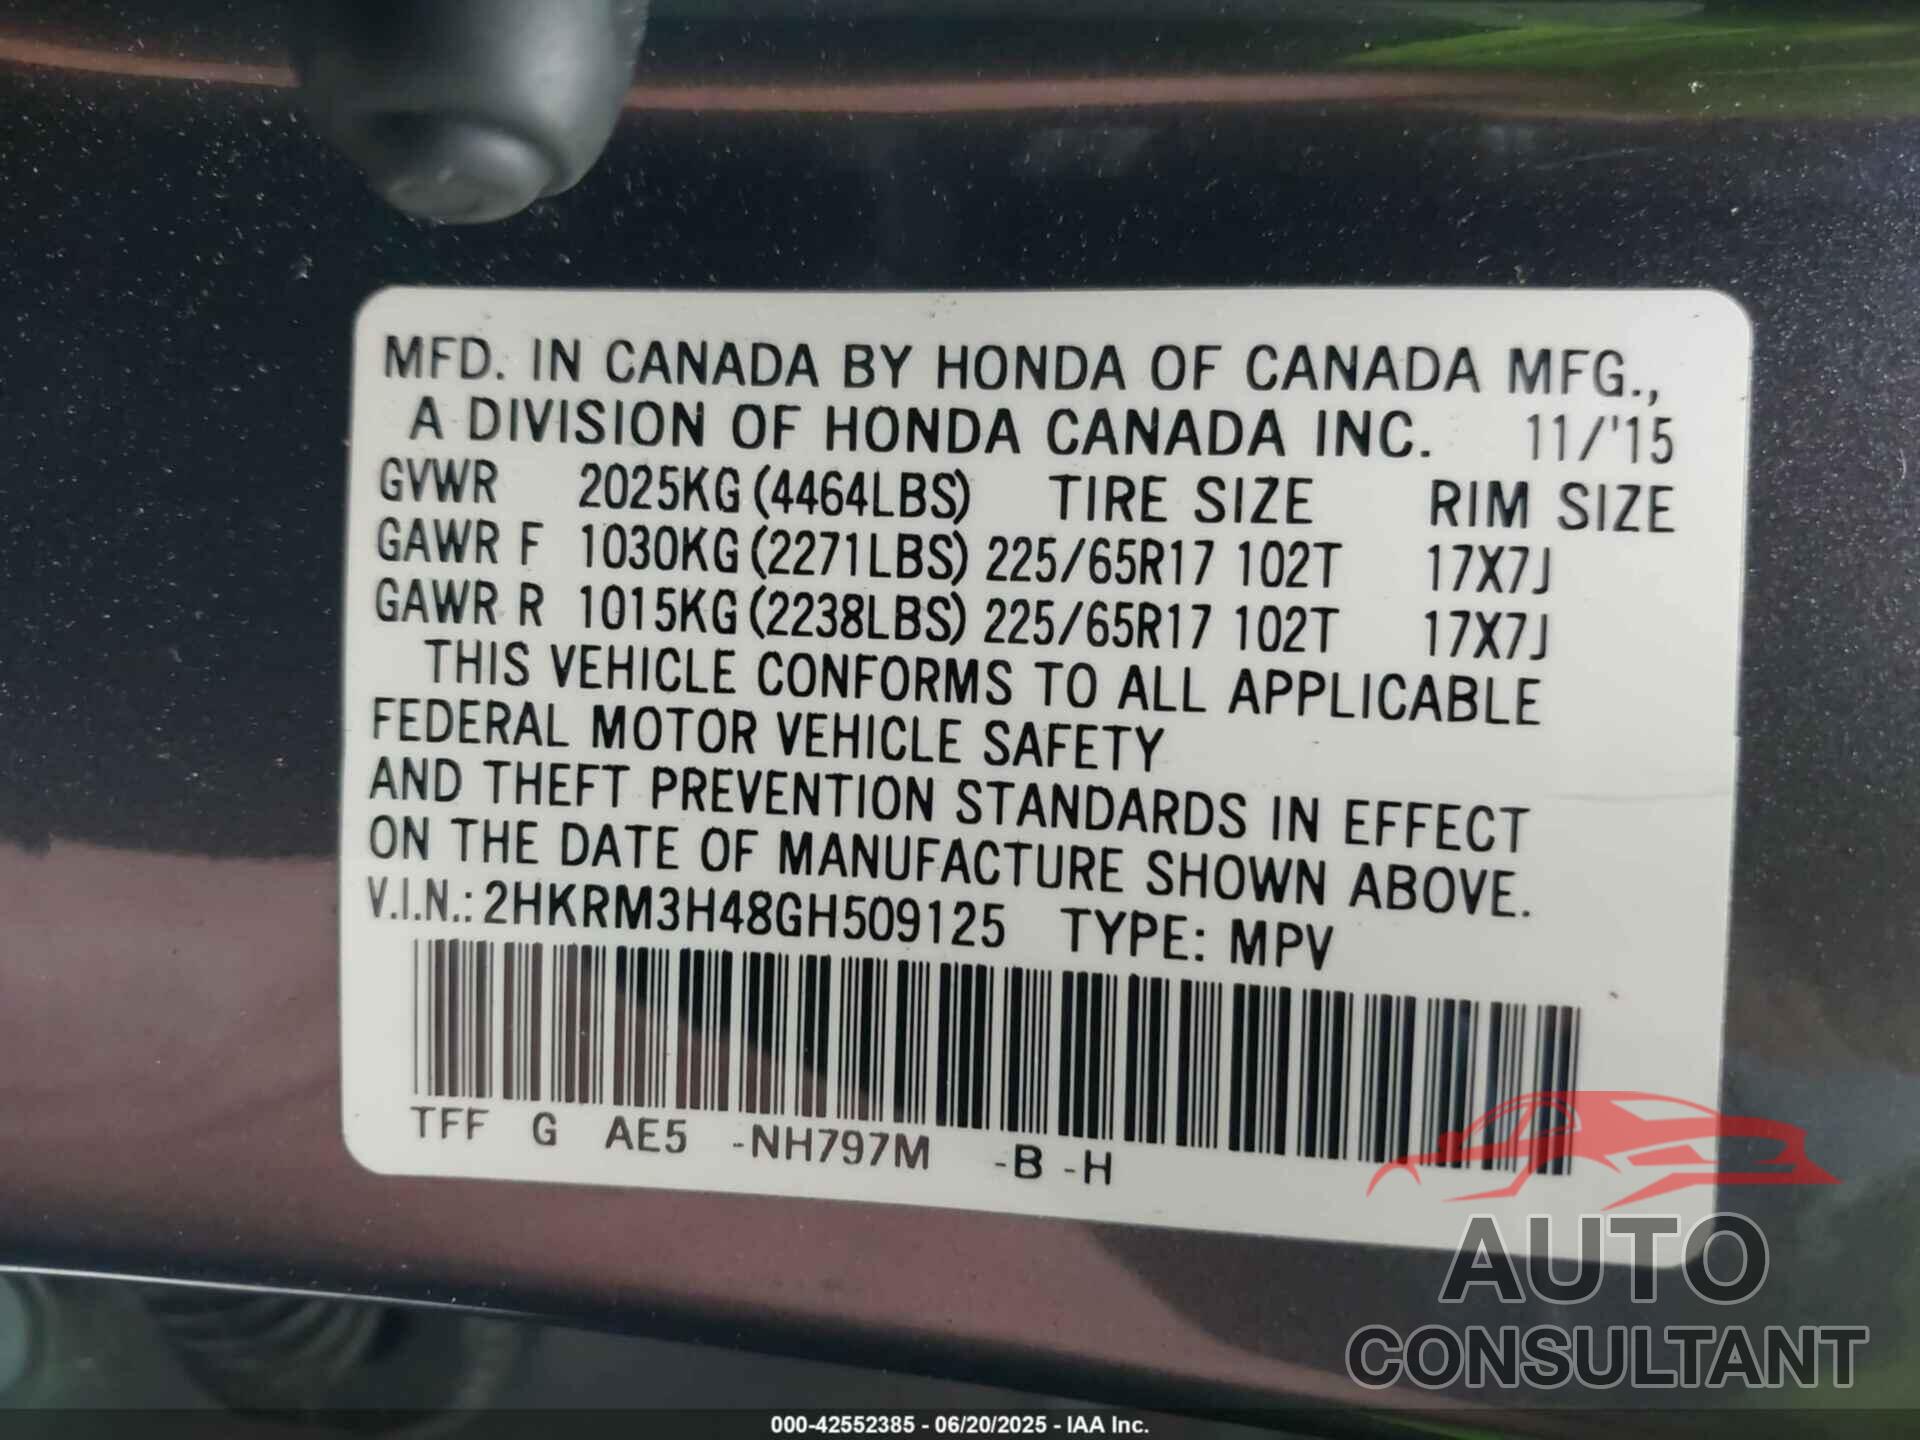 MFD. IN CANADA BY HONDA OF CANADA MFG.,
A DIVISION OF HONDA CANADA INC. 11/'15
GVWR 2025KG (4464LBS) TIRE SIZE RIM SIZE
GAWR F 1030KG (2271LBS) 225/65R17 102T 17X7J
GAWR R 1015KG (2238LBS) 225/65R17 102T 17X7J
THIS VEHICLE CONFORMS TO ALL APPLICABLE
FEDERAL MOTOR VEHICLE SAFETY
AND THEFT PREVENTION STANDARDS IN EFFECT
ON THE DATE OF MANUFACTURE SHOWN ABOVE.
V.I.N.: 2HKRM3H48GH509125 TYPE: MPV
TFF G AE5 -NH797M -B -H
AUTO
CONSULTANT
000-42552385 - 06/20/2025 - IAA Inc.